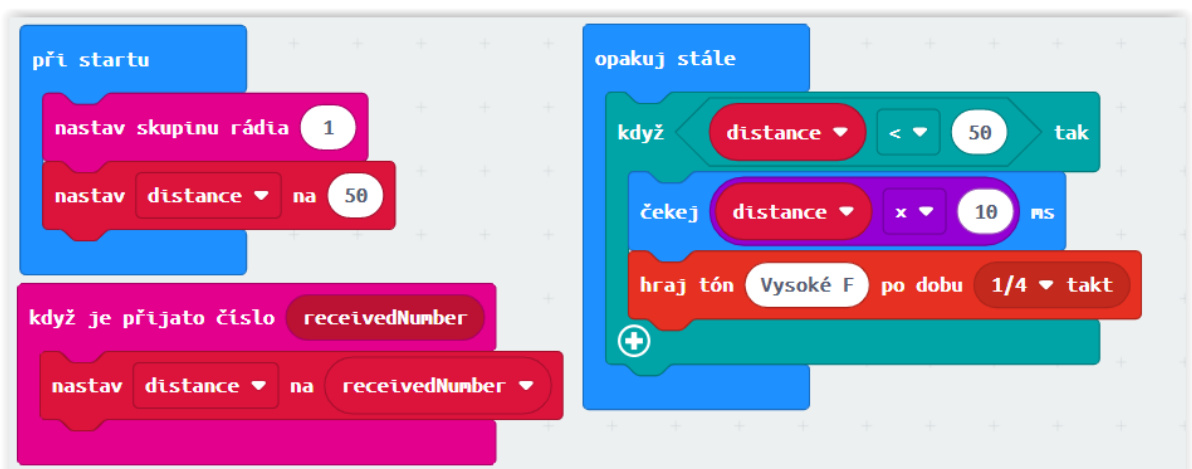 při startu
nastav skupinu rádia 1
nastav distance na 50
když je přijato číslo receivedNumber
nastav distance na receivedNumber
opakuj stále
když distance < 50 tak
čekej distance x 10 ms
hraj tón Vysoké F po dobu 1/4 takt